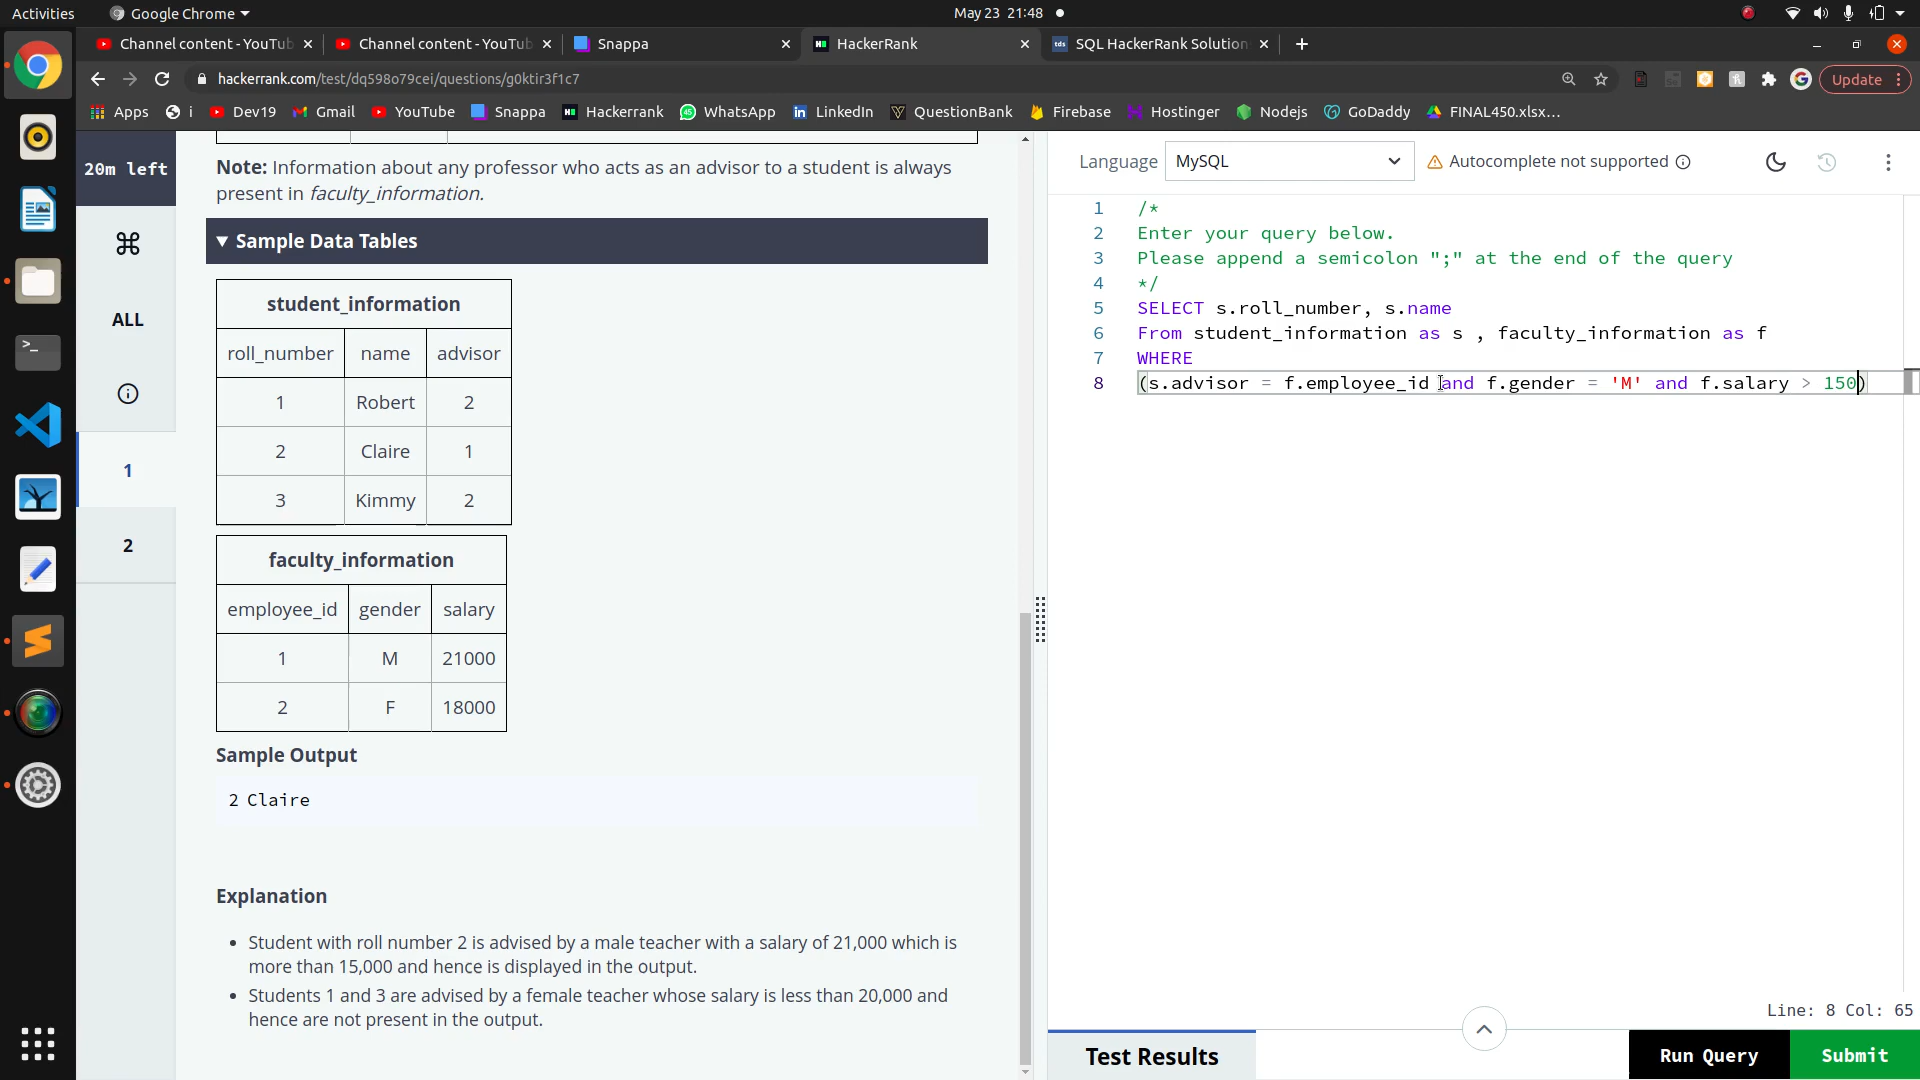 Activities
Google Chrome
May 23 21:48
Channel content - YouTub
Channel content - YouTub
Snappa
HackerRank
SQL HackerRank Solution
hackerrank.com/test/dq598o79cei/questions/g0ktir3f1c7
Update
Apps
i
Dev19
Gmail
YouTube
Snappa
Hackerrank
WhatsApp
LinkedIn
QuestionBank
Firebase
Hostinger
Nodejs
GoDaddy
FINAL450.xlsx...
20m left
ALL
1
2
Note: Information about any professor who acts as an advisor to a student is always
present in faculty_information.
Sample Data Tables
student_information
roll_number name advisor
1 Robert 2
2 Claire 1
3 Kimmy 2
faculty_information
employee_id gender salary
1 M 21000
2 F 18000
Sample Output
2 Claire
Explanation
• Student with roll number 2 is advised by a male teacher with a salary of 21,000 which is
more than 15,000 and hence is displayed in the output.
• Students 1 and 3 are advised by a female teacher whose salary is less than 20,000 and
hence are not present in the output.
Language MySQL Autocomplete not supported
1 /*
2 Enter your query below.
3 Please append a semicolon ";" at the end of the query
4 */
5 SELECT s.roll_number, s.name
6 From student_information as s , faculty_information as f
7 WHERE
8 (s.advisor = f.employee_id and f.gender = 'M' and f.salary > 150)
Line: 8 Col: 65
Test Results
Run Query
Submit